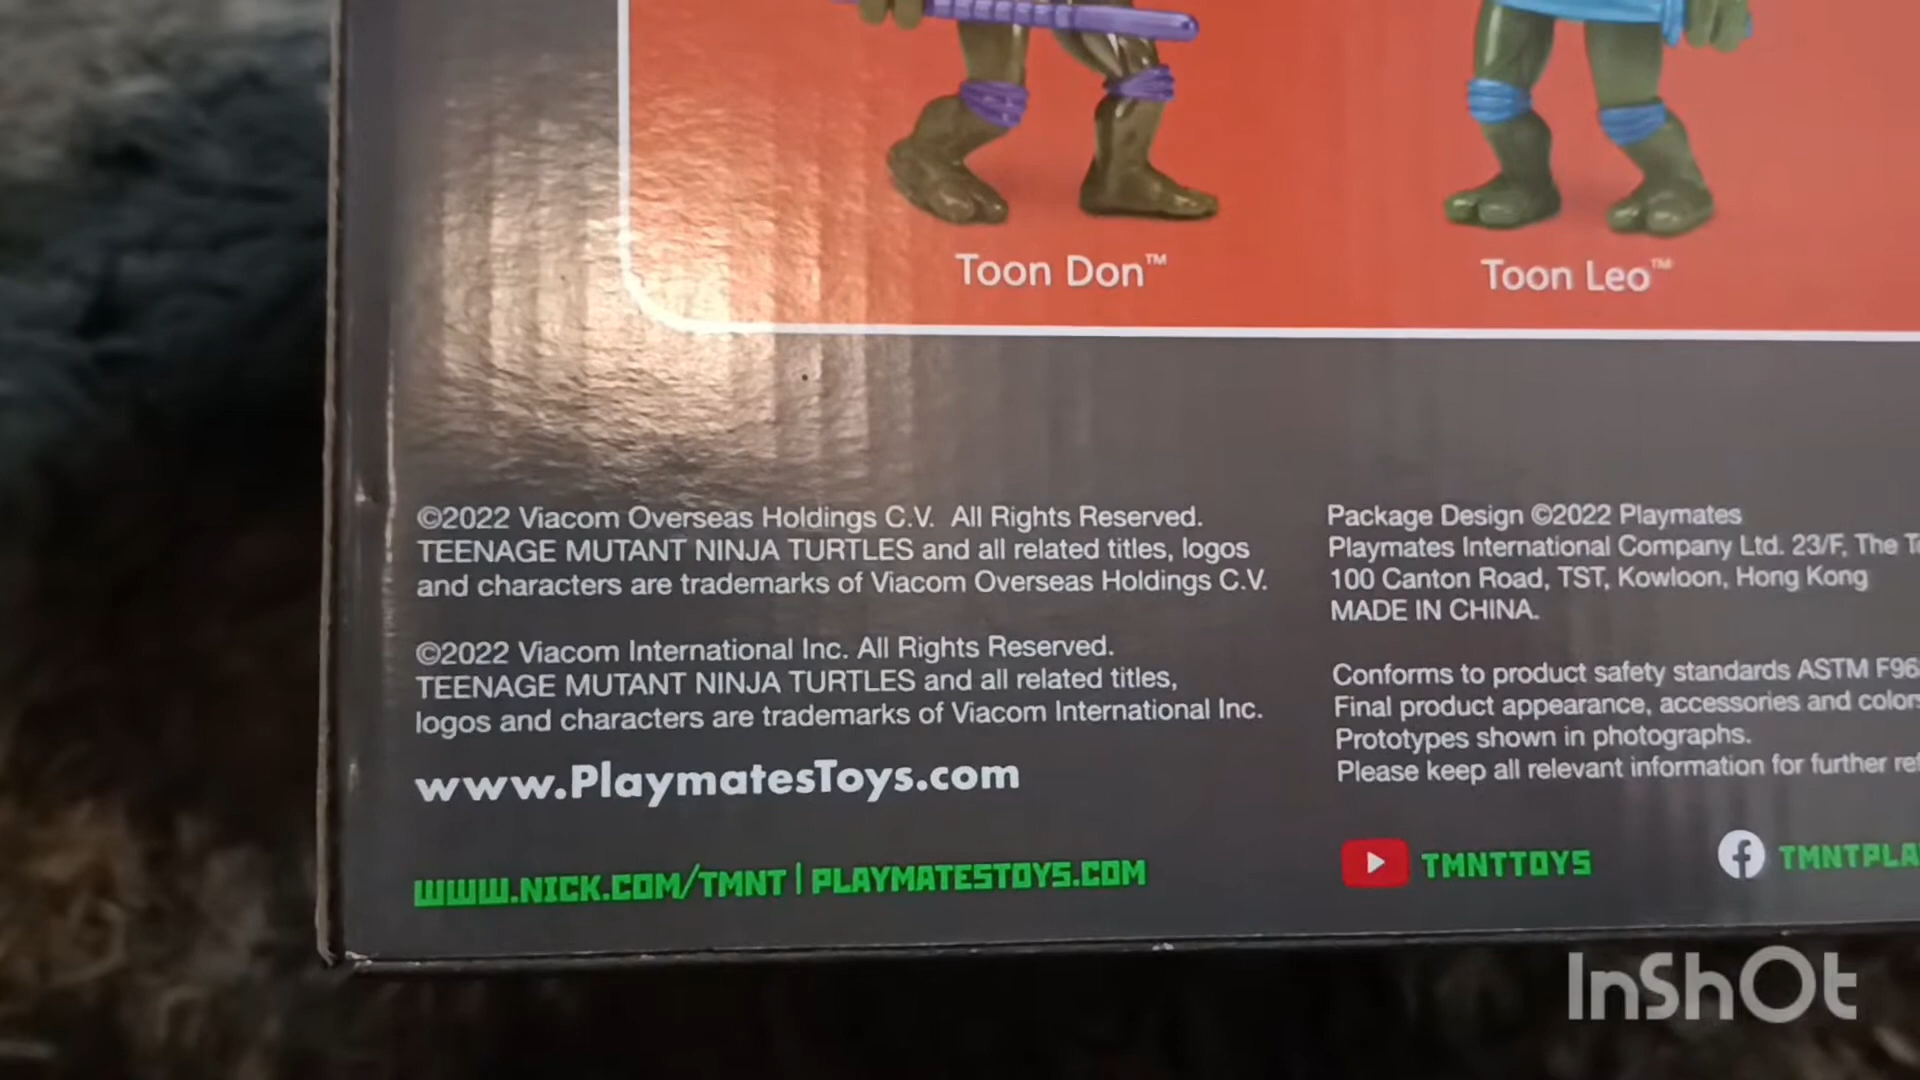 Toon Don™
Toon Leo™
©2022 Viacom Overseas Holdings C.V. All Rights Reserved.
TEENAGE MUTANT NINJA TURTLES and all related titles, logos
and characters are trademarks of Viacom Overseas Holdings C.V.
©2022 Viacom International Inc. All Rights Reserved.
TEENAGE MUTANT NINJA TURTLES and all related titles,
logos and characters are trademarks of Viacom International Inc.
www.PlaymatesToys.com
WWW.NICK.COM/TMNT | PLAYMATESTOYS.COM
Package Design ©2022 Playmates
Playmates International Company Ltd. 23/F, The
100 Canton Road, TST, Kowloon, Hong Kong
MADE IN CHINA.
Conforms to product safety standards ASTM F96
Final product appearance, accessories and colors
Prototypes shown in photographs.
Please keep all relevant information for further
TMNTTOYS
TMNTPLA
InShOt